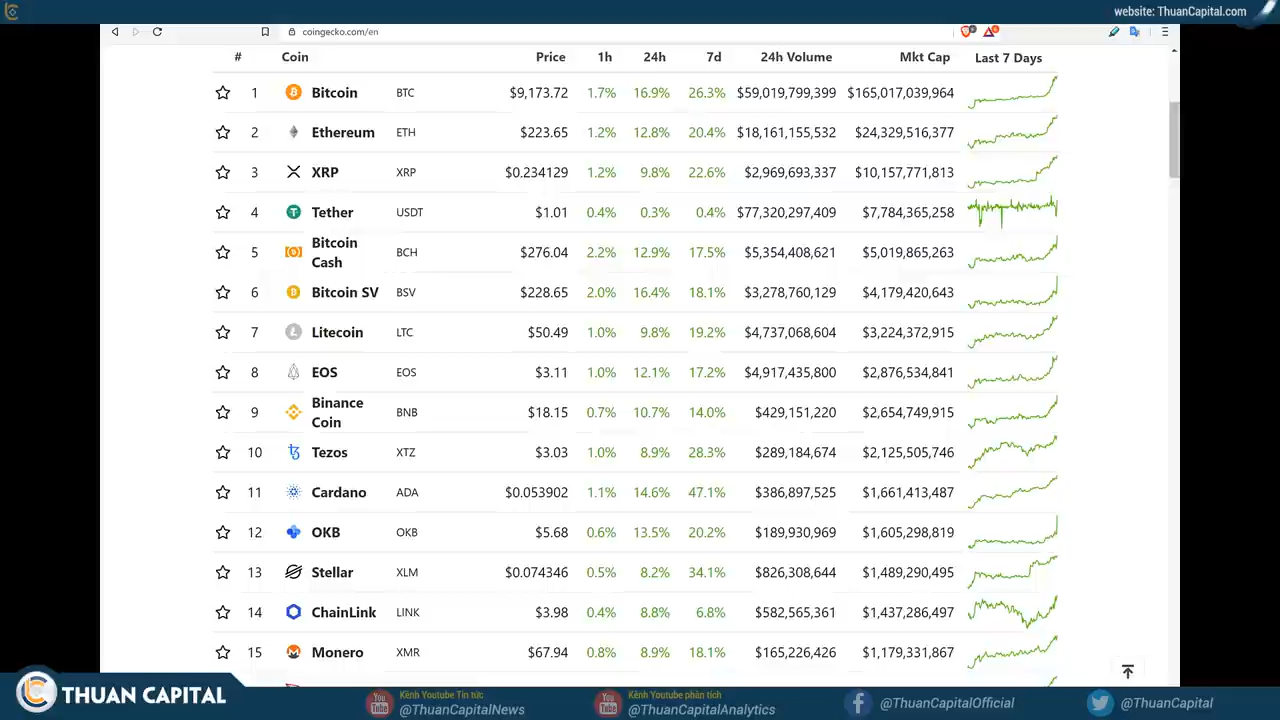 website: ThuanCapital.com
coingecko.com/en
# Coin Price 1h 24h 7d 24h Volume Mkt Cap Last 7 Days
1 Bitcoin BTC $9,173.72 1.7% 16.9% 26.3% $59,019,799,399 $165,017,039,964
2 Ethereum ETH $223.65 1.2% 12.8% 20.4% $18,161,155,532 $24,329,516,377
3 XRP XRP $0.234129 1.2% 9.8% 22.6% $2,969,693,337 $10,157,771,813
4 Tether USDT $1.01 0.4% 0.3% 0.4% $77,320,297,409 $7,784,365,258
5 Bitcoin Cash BCH $276.04 2.2% 12.9% 17.5% $5,354,408,621 $5,019,865,263
6 Bitcoin SV BSV $228.65 2.0% 16.4% 18.1% $3,278,760,129 $4,179,420,643
7 Litecoin LTC $50.49 1.0% 9.8% 19.2% $4,737,068,604 $3,224,372,915
8 EOS EOS $3.11 1.0% 12.1% 17.2% $4,917,435,800 $2,876,534,841
9 Binance Coin BNB $18.15 0.7% 10.7% 14.0% $429,151,220 $2,654,749,915
10 Tezos XTZ $3.03 1.0% 8.9% 28.3% $289,184,674 $2,125,505,746
11 Cardano ADA $0.053902 1.1% 14.6% 47.1% $386,897,525 $1,661,413,487
12 OKB OKB $5.68 0.6% 13.5% 20.2% $189,930,969 $1,605,298,819
13 Stellar XLM $0.074346 0.5% 8.2% 34.1% $826,308,644 $1,489,290,495
14 ChainLink LINK $3.98 0.4% 8.8% 6.8% $582,565,361 $1,437,286,497
15 Monero XMR $67.94 0.8% 8.9% 18.1% $165,226,426 $1,179,331,867
THUAN CAPITAL
You Tube
Kênh Youtube Tin tức
@ThuanCapitalNews
You Tube
Kênh Youtube phân tích
@ThuanCapitalAnalytics
@ThuanCapitalOfficial
@ThuanCapital